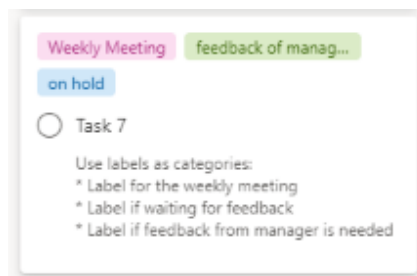 Weekly Meeting feedback of manag...
on hold
Task 7
Use labels as categories:
* Label for the weekly meeting
* Label if waiting for feedback
* Label if feedback from manager is needed